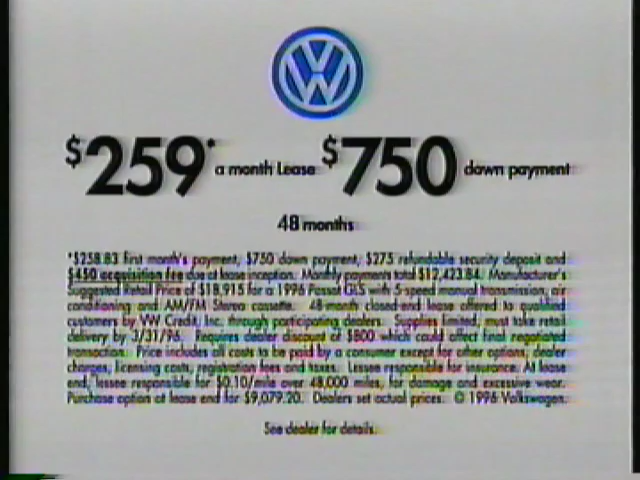 $259* a month Lease $750 down payment
48 months
*$258.83 first month's payment, $750 down payment, $275 refundable security deposit and
$450 acquisition fee due at lease inception. Monthly payments total $12,423.84. Manufacturer's
Suggested Retail Price of $18,915 for a 1996 Passat GLS with 5-speed manual transmission, air
conditioning and AM/FM Stereo cassette. 48-month closed-end lease offered to qualified
customers by VW Credit, Inc. through participating dealers. Supplies limited, must take retail
delivery by 3/31/96. Requires dealer discount of $800 which could affect final negotiated
transaction. Price includes all costs to be paid by a consumer except for other options, dealer
charges, licensing costs, registration fees and taxes. Lessee responsible for insurance. At lease
end, lessee responsible for $0.10/mile over 48,000 miles, for damage and excessive wear.
Purchase option at lease end for $9,079.20. Dealers set actual prices. © 1996 Volkswagen.
See dealer for details.